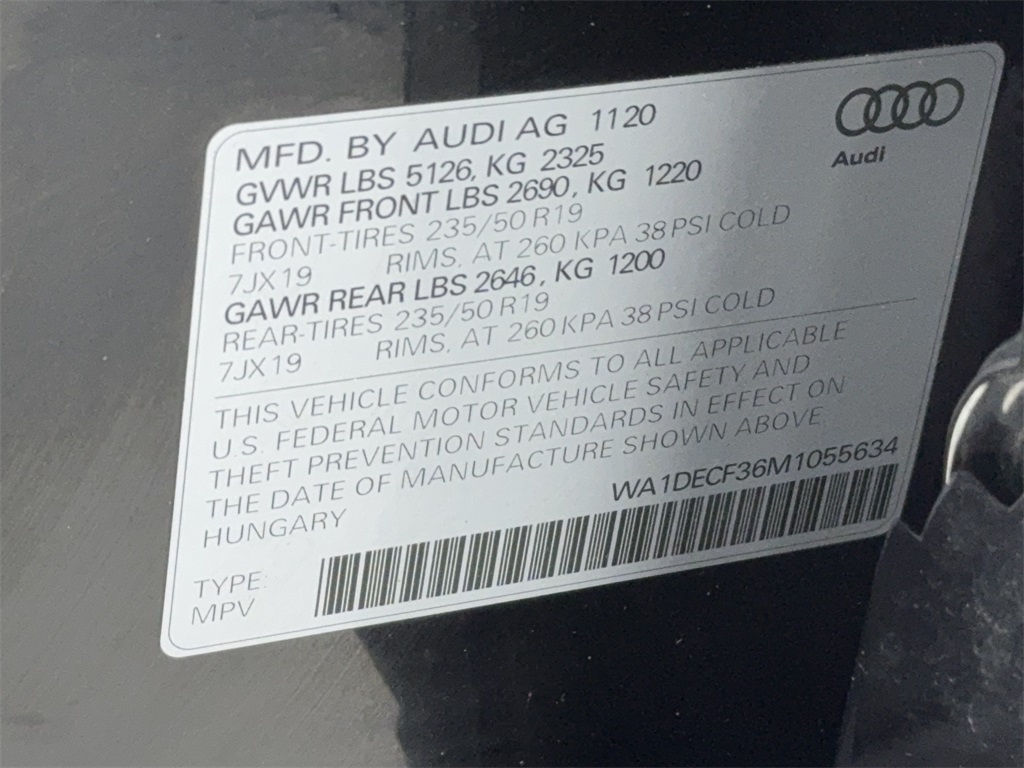 MFD. BY AUDI AG 1120
Audi
GVWR LBS 5126, KG 2325
GAWR FRONT LBS 2690, KG 1220
FRONT-TIRES 235/50 R19
7JX19 RIMS, AT 260 KPA 38 PSI COLD
GAWR REAR LBS 2646, KG 1200
REAR-TIRES 235/50 R19
7JX19 RIMS, AT 260 KPA 38 PSI COLD
THIS VEHICLE CONFORMS TO ALL APPLICABLE
U.S. FEDERAL MOTOR VEHICLE SAFETY AND
THEFT PREVENTION STANDARDS IN EFFECT ON
THE DATE OF MANUFACTURE SHOWN ABOVE
HUNGARY WA1DECF36M1055634
TYPE:
MPV